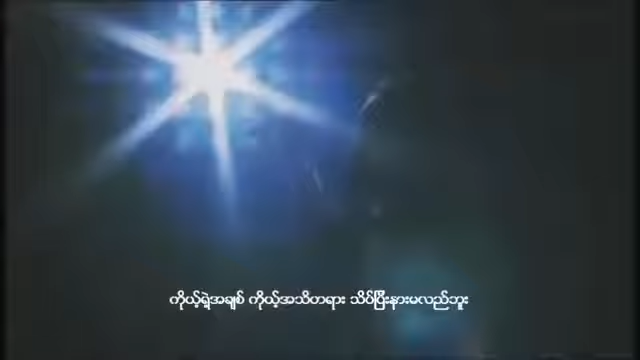 ကိုယ့်ရဲ့အချစ် ကိုယ့်အသိတရား သိပ်ပြီးနားမလည်ဘူး